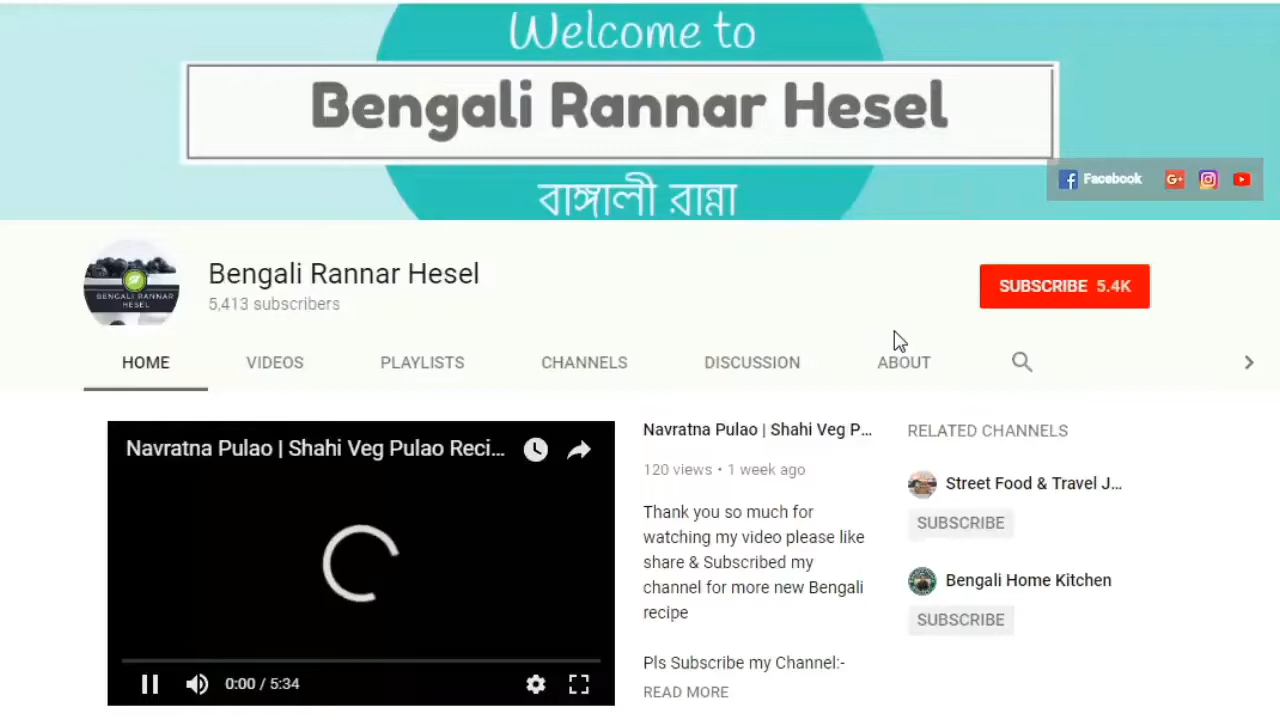 Welcome to
Bengali Rannar Hesel
বাঙ্গালী রান্না
Facebook
BENGALI RANNAR
HESEL
Bengali Rannar Hesel
5,413 subscribers
SUBSCRIBE 5.4K
HOME VIDEOS PLAYLISTS CHANNELS DISCUSSION ABOUT
Navratna Pulao | Shahi Veg Pulao Reci...
0:00 / 5:34
Navratna Pulao | Shahi Veg P...
120 views • 1 week ago
Thank you so much for
watching my video please like
share & Subscribed my
channel for more new Bengali
recipe
Pls Subscribe my Channel:-
READ MORE
RELATED CHANNELS
Street Food & Travel J...
SUBSCRIBE
Bengali Home Kitchen
SUBSCRIBE